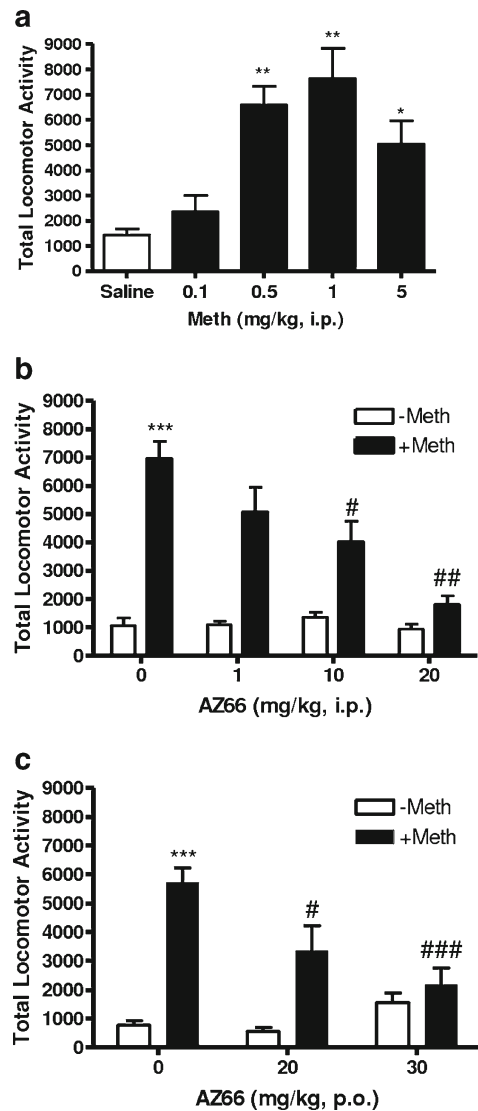 a
Total Locomotor Activity
9000
8000
7000
6000
5000
4000
3000
2000
1000
0
** ** *
Saline 0.1 0.5 1 5
Meth (mg/kg, i.p.)
b
Total Locomotor Activity
9000
8000
7000
6000
5000
4000
3000
2000
1000
0
-Meth
+Meth
*** # ##
0 1 10 20
AZ66 (mg/kg, i.p.)
c
Total Locomotor Activity
9000
8000
7000
6000
5000
4000
3000
2000
1000
0
-Meth
+Meth
*** # ###
0 20 30
AZ66 (mg/kg, p.o.)